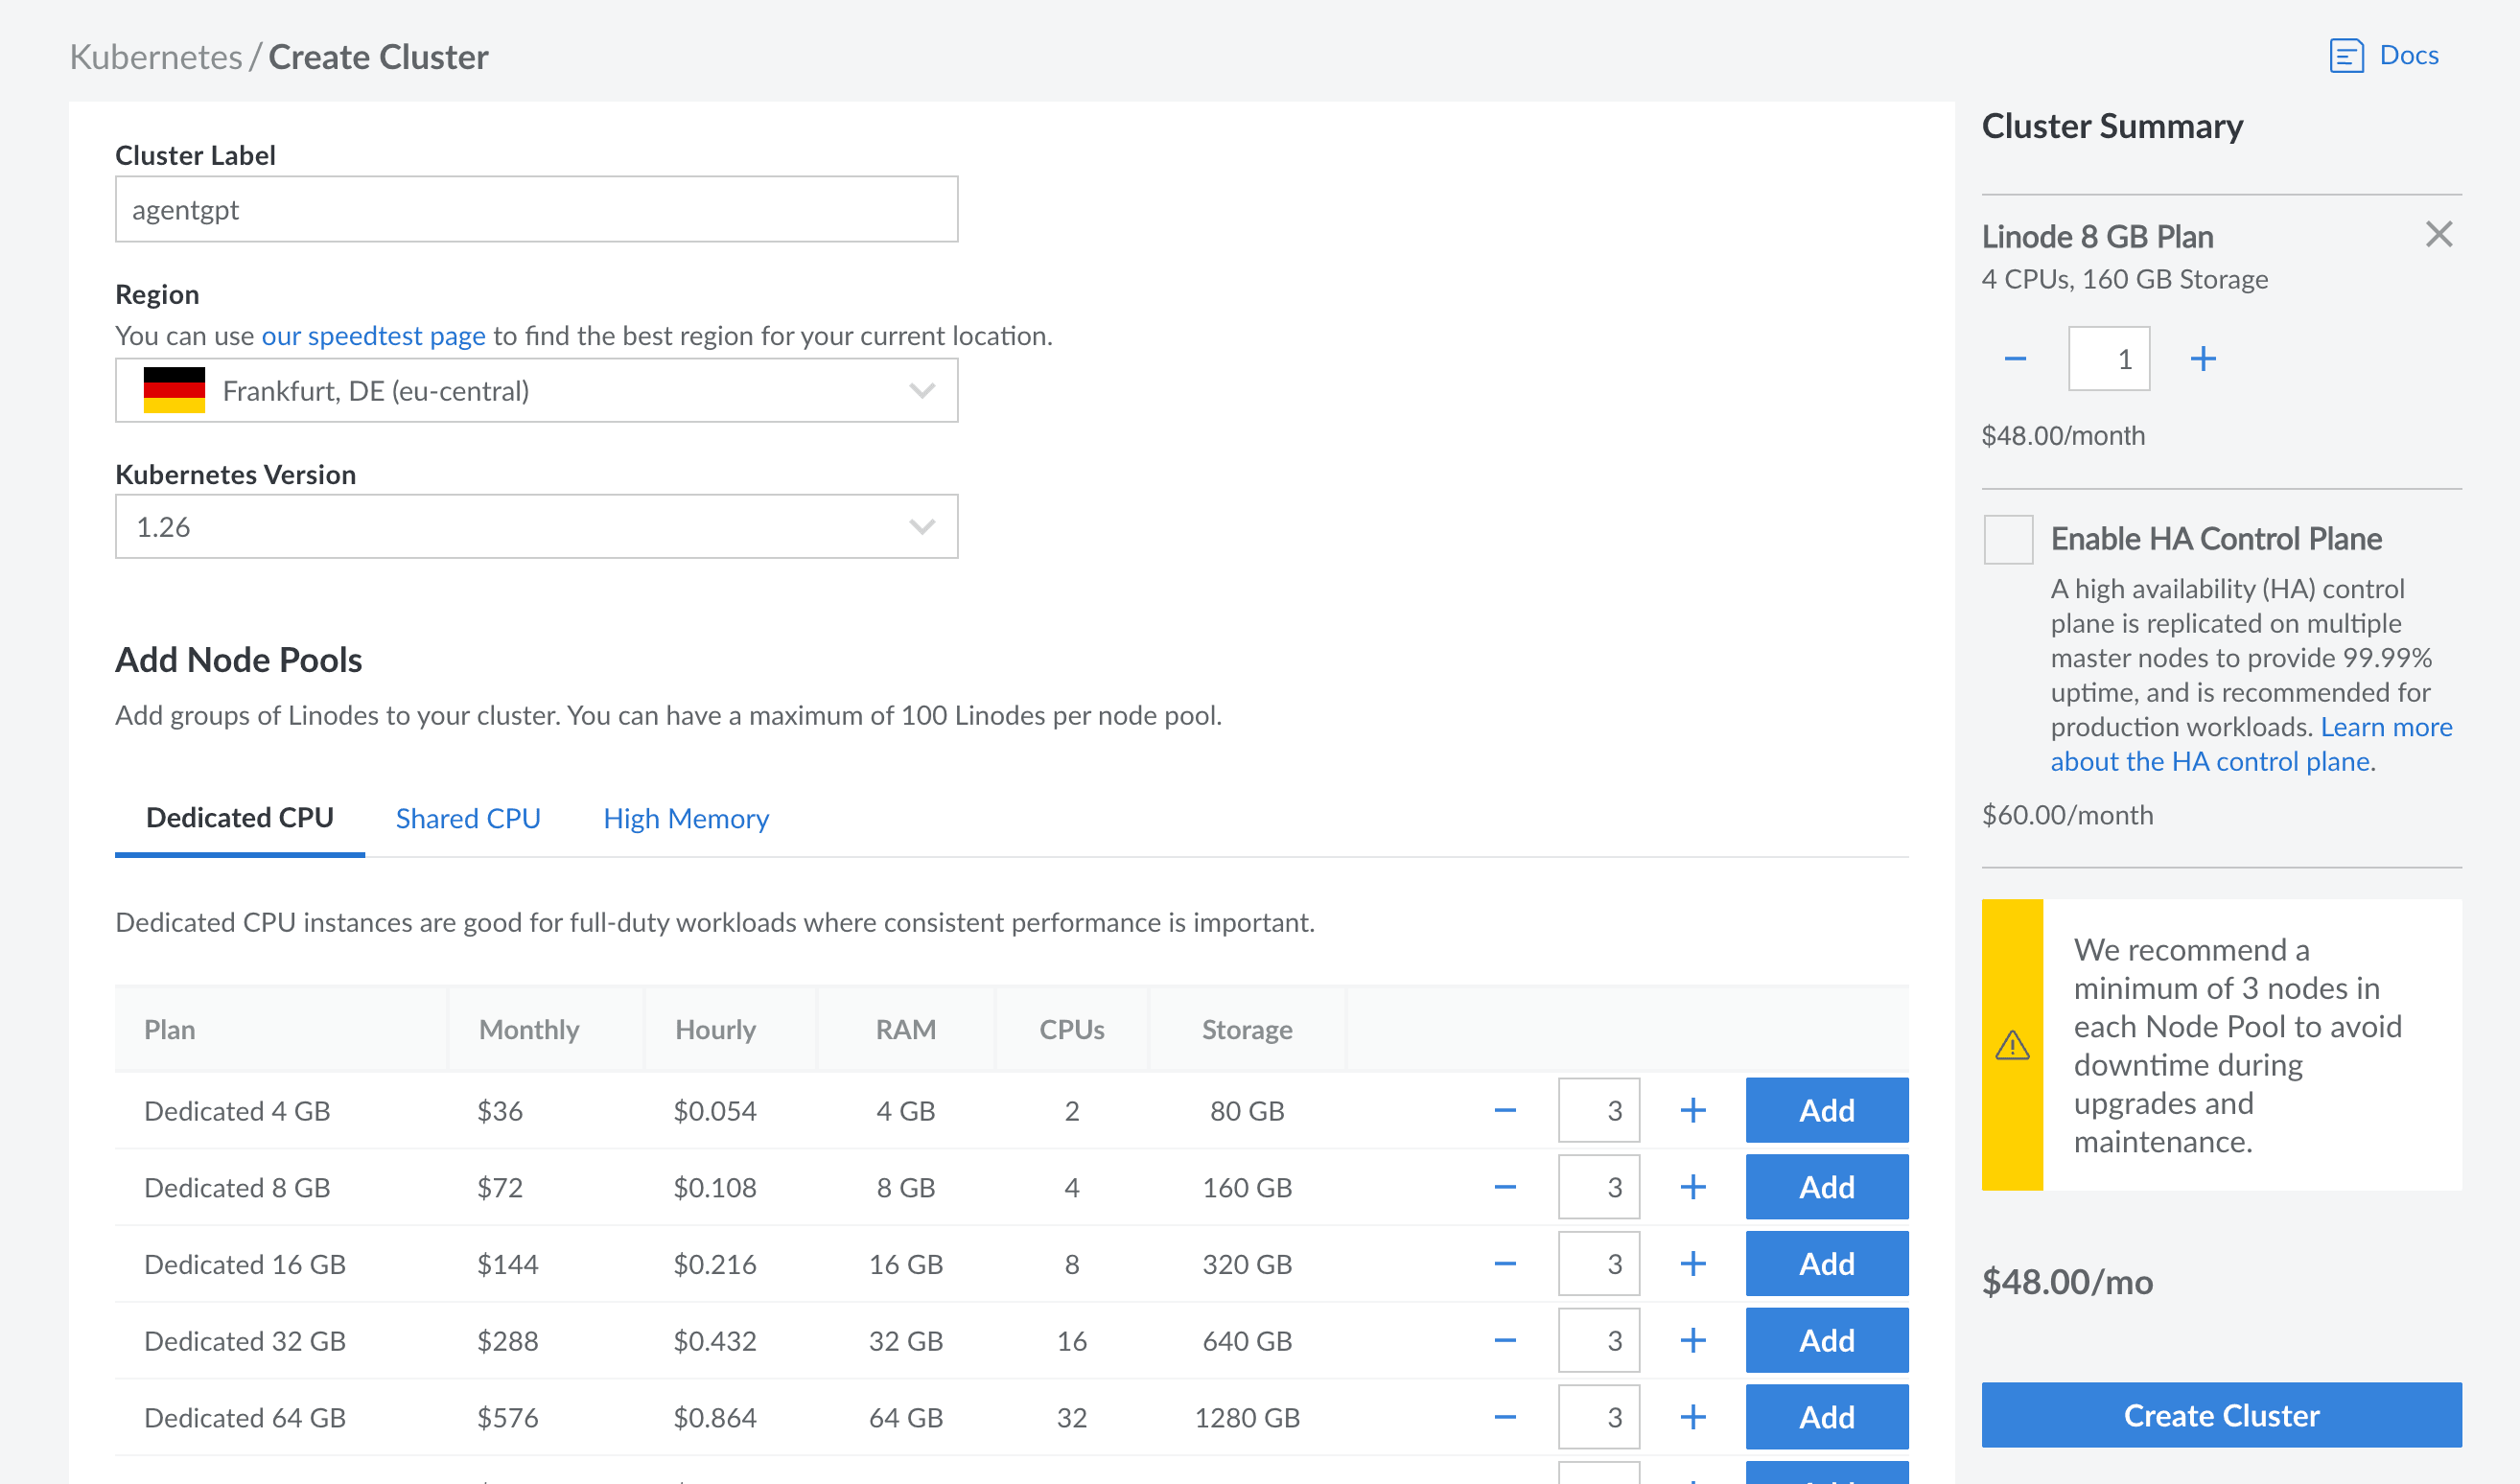 Kubernetes / Create Cluster
Docs
Cluster Label
agentgpt
Region
You can use our speedtest page to find the best region for your current location.
Frankfurt, DE (eu-central)
Kubernetes Version
1.26
Add Node Pools
Add groups of Linodes to your cluster. You can have a maximum of 100 Linodes per node pool.
Dedicated CPU Shared CPU High Memory
Dedicated CPU instances are good for full-duty workloads where consistent performance is important.
Plan Monthly Hourly RAM CPUs Storage
Dedicated 4 GB $36 $0.054 4 GB 2 80 GB − 3 + Add
Dedicated 8 GB $72 $0.108 8 GB 4 160 GB − 3 + Add
Dedicated 16 GB $144 $0.216 16 GB 8 320 GB − 3 + Add
Dedicated 32 GB $288 $0.432 32 GB 16 640 GB − 3 + Add
Dedicated 64 GB $576 $0.864 64 GB 32 1280 GB − 3 + Add
Cluster Summary
Linode 8 GB Plan
4 CPUs, 160 GB Storage
− 1 +
$48.00/month
Enable HA Control Plane
A high availability (HA) control
plane is replicated on multiple
master nodes to provide 99.99%
uptime, and is recommended for
production workloads. Learn more
about the HA control plane.
$60.00/month
We recommend a
minimum of 3 nodes in
each Node Pool to avoid
downtime during
upgrades and
maintenance.
$48.00/mo
Create Cluster